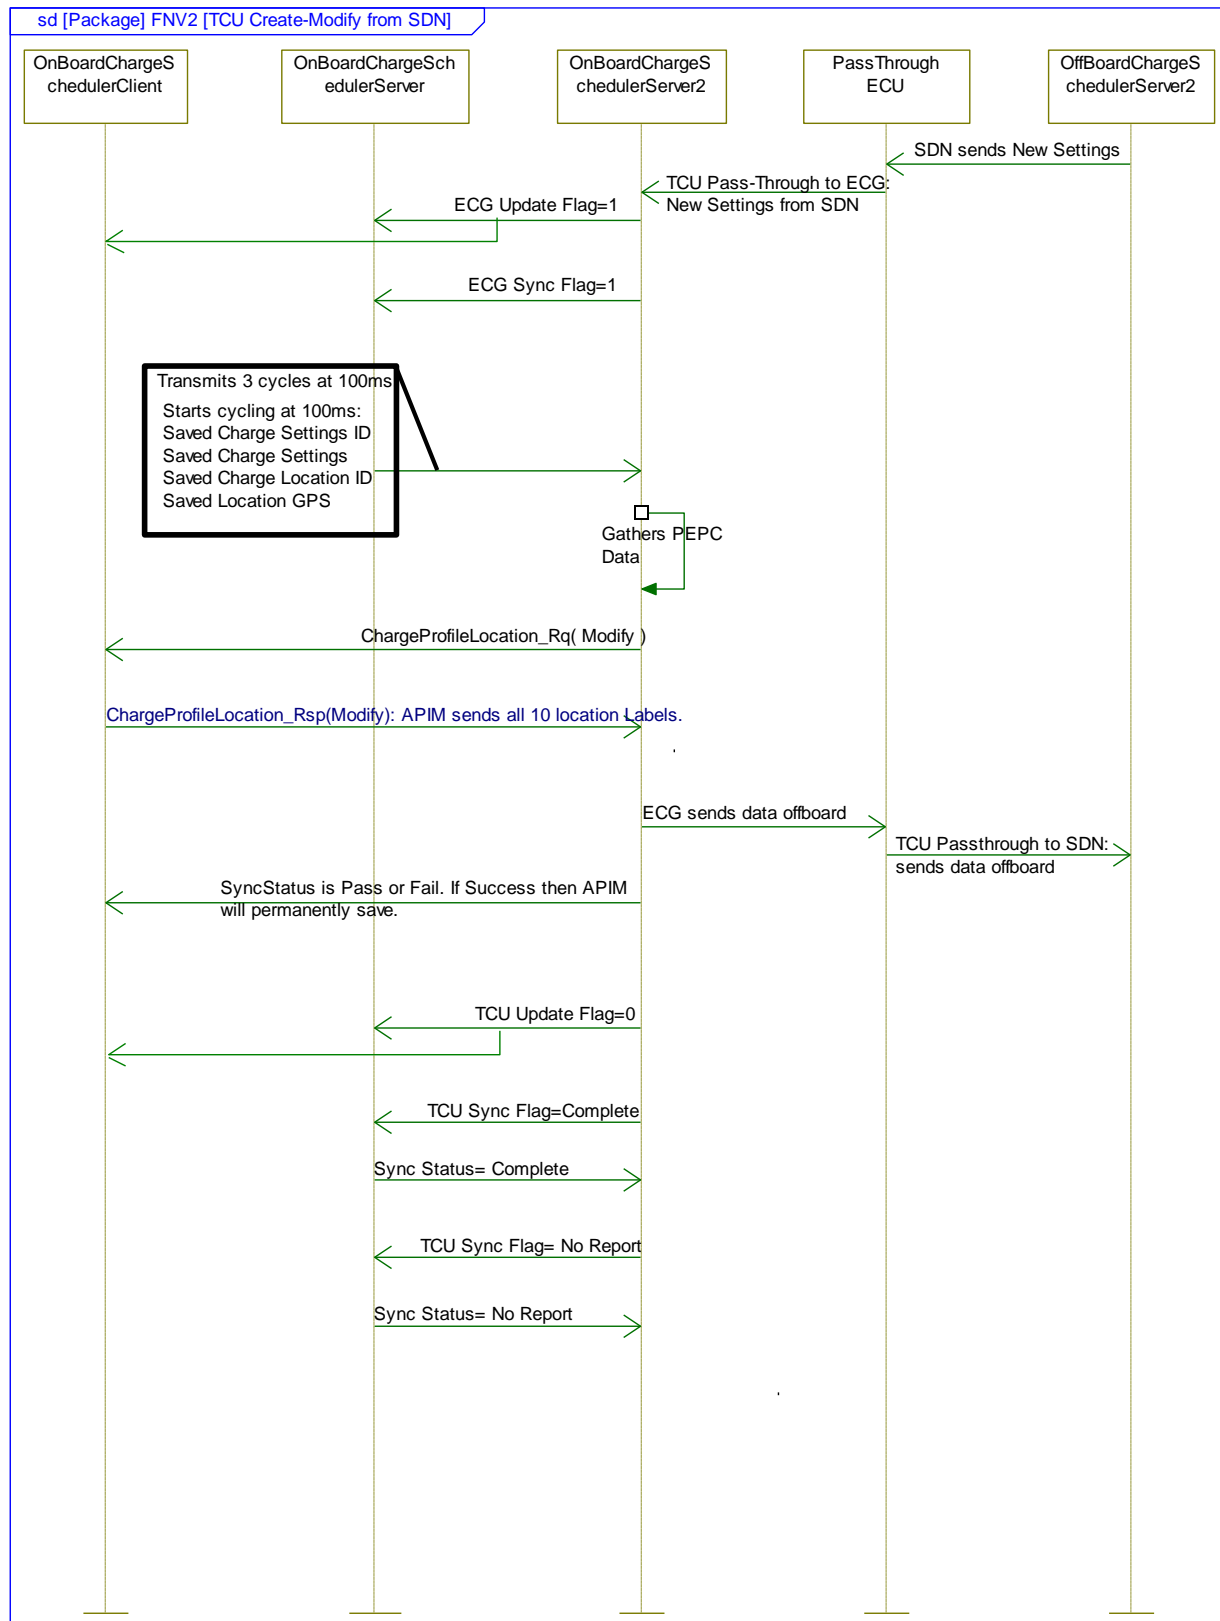 sd [Package] FNV2 [TCU Create-Modify from SDN]
OnBoardChargeS
chedulerClient
OnBoardChargeSch
edulerServer
OnBoardChargeS
chedulerServer2
PassThrough
ECU
OffBoardChargeS
chedulerServer2
SDN sends New Settings
TCU Pass-Through to ECG:
New Settings from SDN
ECG Update Flag=1
ECG Sync Flag=1
Transmits 3 cycles at 100ms
Starts cycling at 100ms:
Saved Charge Settings ID
Saved Charge Settings
Saved Charge Location ID
Saved Location GPS
Gathers PEPC
Data
ChargeProfileLocation_Rq( Modify )
ChargeProfileLocation_Rsp(Modify): APIM sends all 10 location Labels.
ECG sends data offboard
TCU Passthrough to SDN:
sends data offboard
SyncStatus is Pass or Fail. If Success then APIM
will permanently save.
TCU Update Flag=0
TCU Sync Flag=Complete
Sync Status= Complete
TCU Sync Flag= No Report
Sync Status= No Report